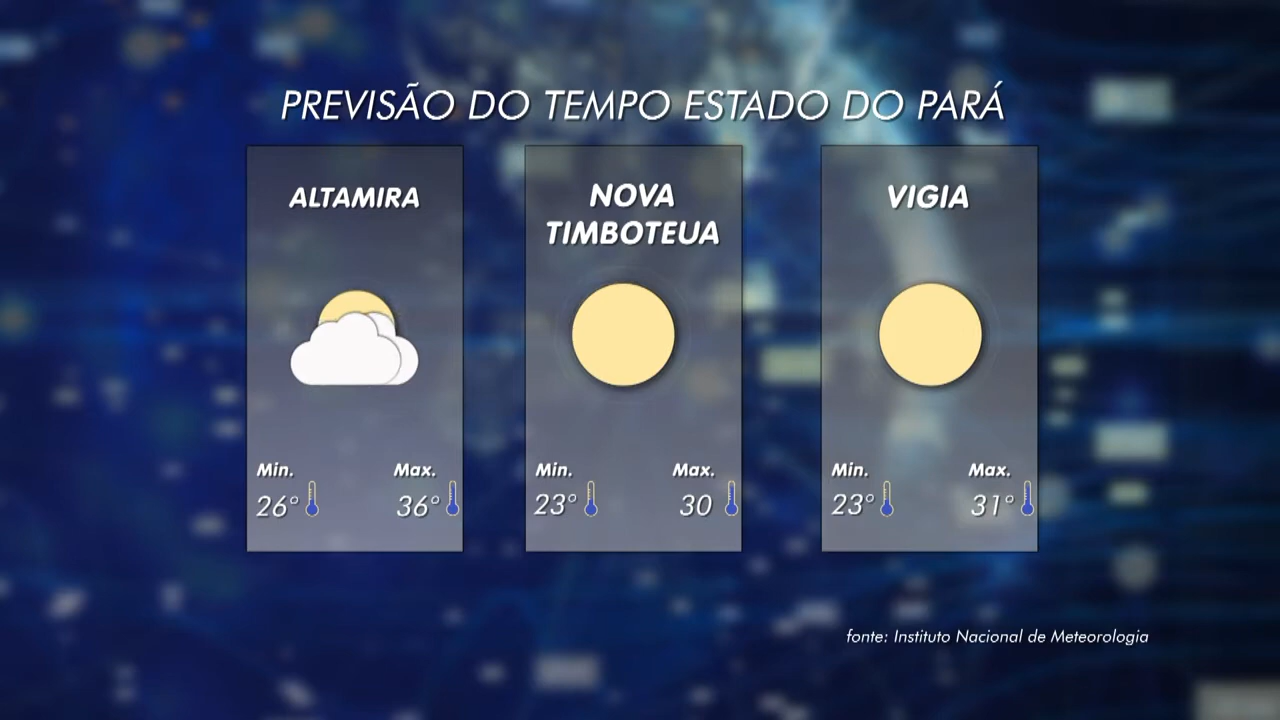 PREVISÃO DO TEMPO ESTADO DO PARÁ
ALTAMIRA
Min. Max.
26° 36°
NOVA
TIMBOTEUA
Min. Max.
23° 30
VIGIA
Min. Max.
23° 31°
fonte: Instituto Nacional de Meteorologia